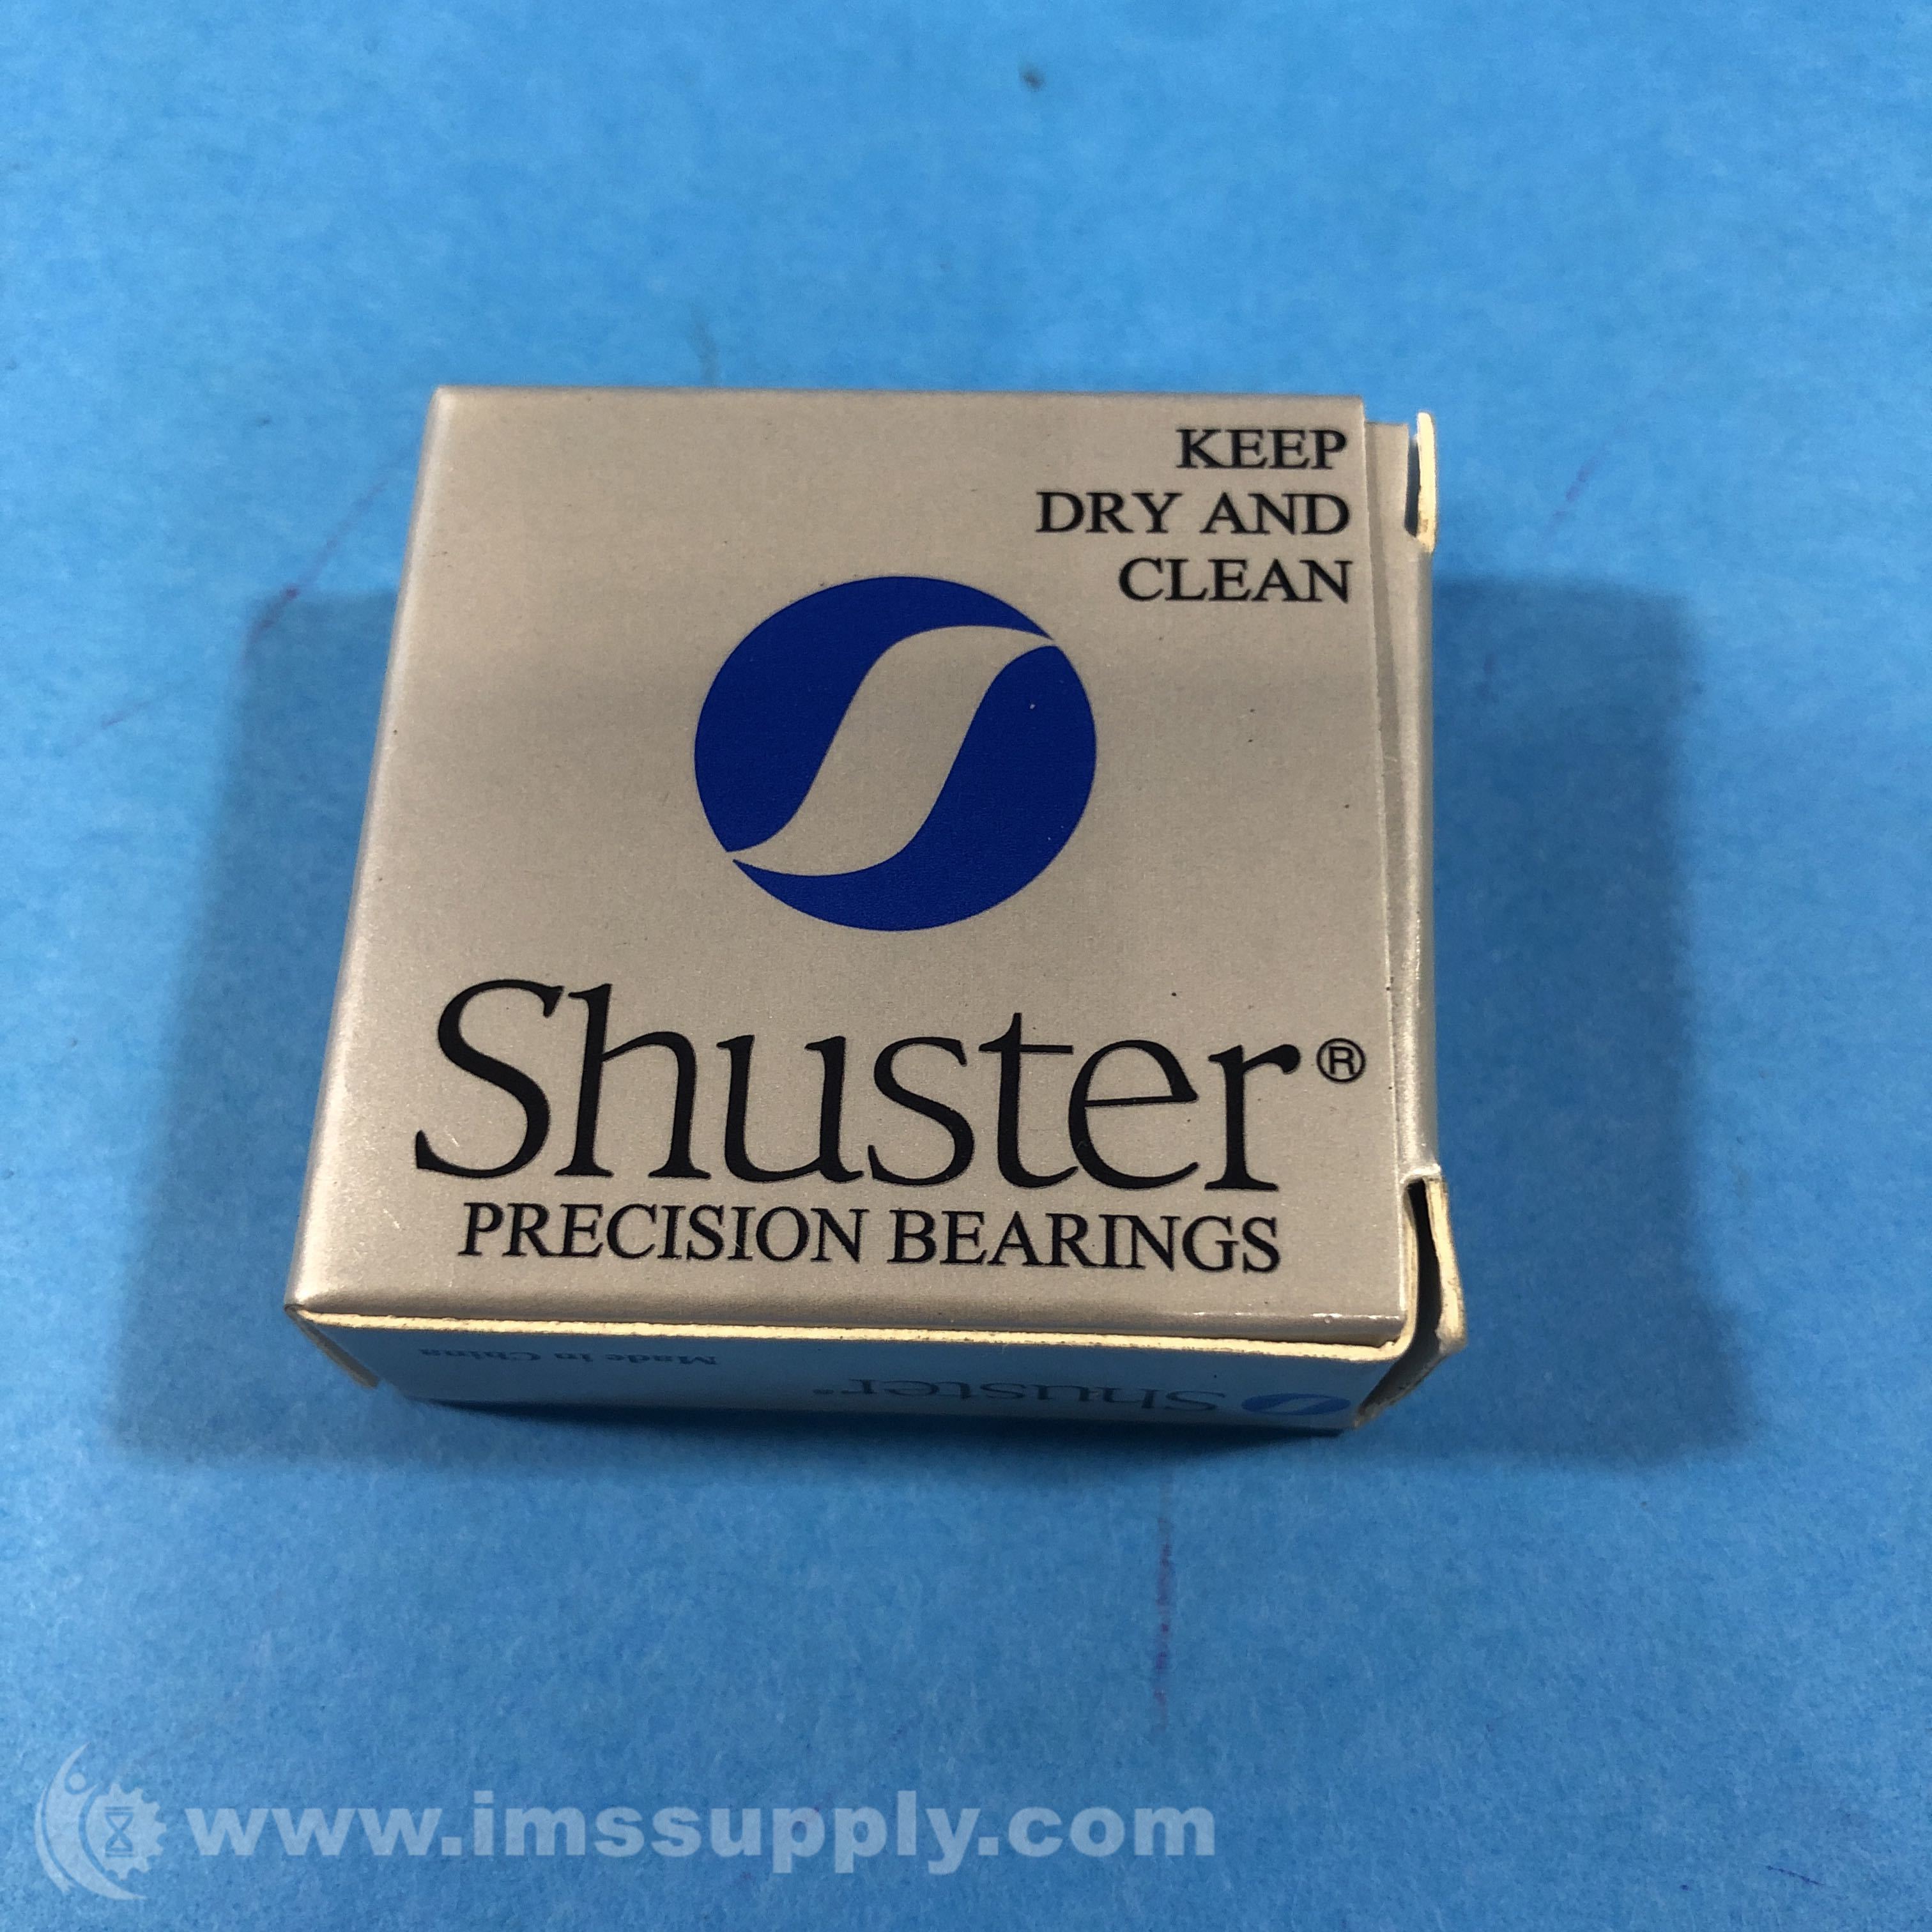 KEEP
DRY AND
CLEAN
Shuster®
PRECISION BEARINGS
Shuster®
Made in China
www.imssupply.com